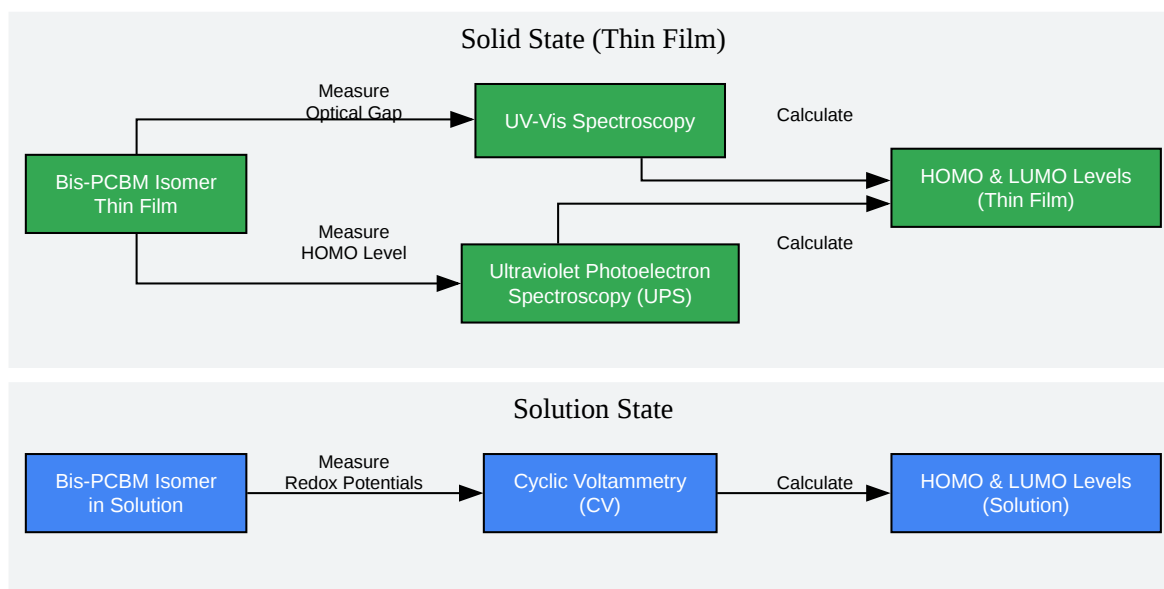 Solid State (Thin Film)
Measure
Optical Gap
UV-Vis Spectroscopy
Calculate
Bis-PCBM Isomer
Thin Film
HOMO & LUMO Levels
(Thin Film)
Measure
HOMO Level
Calculate
Ultraviolet Photoelectron
Spectroscopy (UPS)
Solution State
Bis-PCBM Isomer
in Solution
Measure
Redox Potentials
Cyclic Voltammetry
(CV)
Calculate
HOMO & LUMO Levels
(Solution)